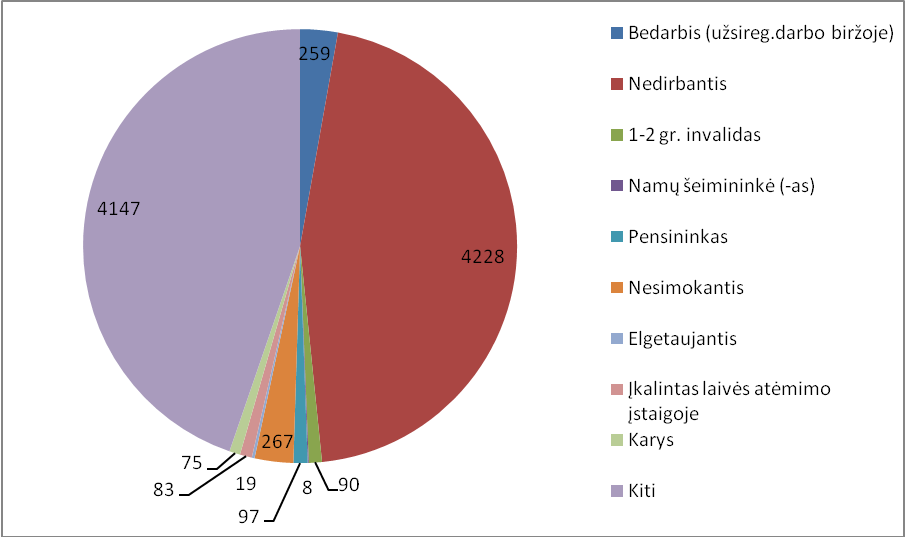 259
4228
4147
267
75
83
19
97
8
90
Bedarbis (užsireg.darbo biržoje)
Nedirbantis
1-2 gr. invalidas
Namų šeimininkė (-as)
Pensininkas
Nesimokantis
Elgetaujantis
Įkalintas laivės atėmimo
įstaigoje
Karys
Kiti